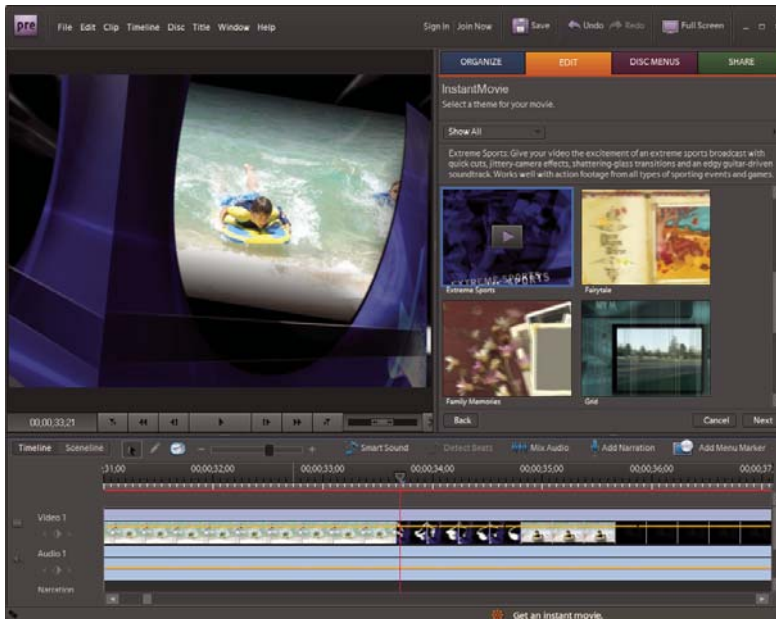 pre File Edit Clip Timeline Disc Title Window Help Sign In Join Now Save Undo Redo Full Screen
ORGANIZE EDIT DISC MENUS SHARE
InstantMovie
Select a theme for your movie.
Show All
Extreme Sports: Give your video the excitement of an extreme sports broadcast with
quick cuts, jittery-camera effects, shattering-glass transitions and an edgy guitar-driven
soundtrack. Works well with action footage from all types of sporting events and games.
EXTREME SPORTS
Extreme Sports Fairytale
Family Memories Grid
00;00;33;21 Back Cancel Next
Timeline Sceneline Smart Sound Detect Beats Mix Audio Add Narration Add Menu Marker
;31;00 00;00;32;00 00;00;33;00 00;00;34;00 00;00;35;00 00;00;36;00 00;00;37;
Video 1
Audio 1
Narration
Get an instant movie.